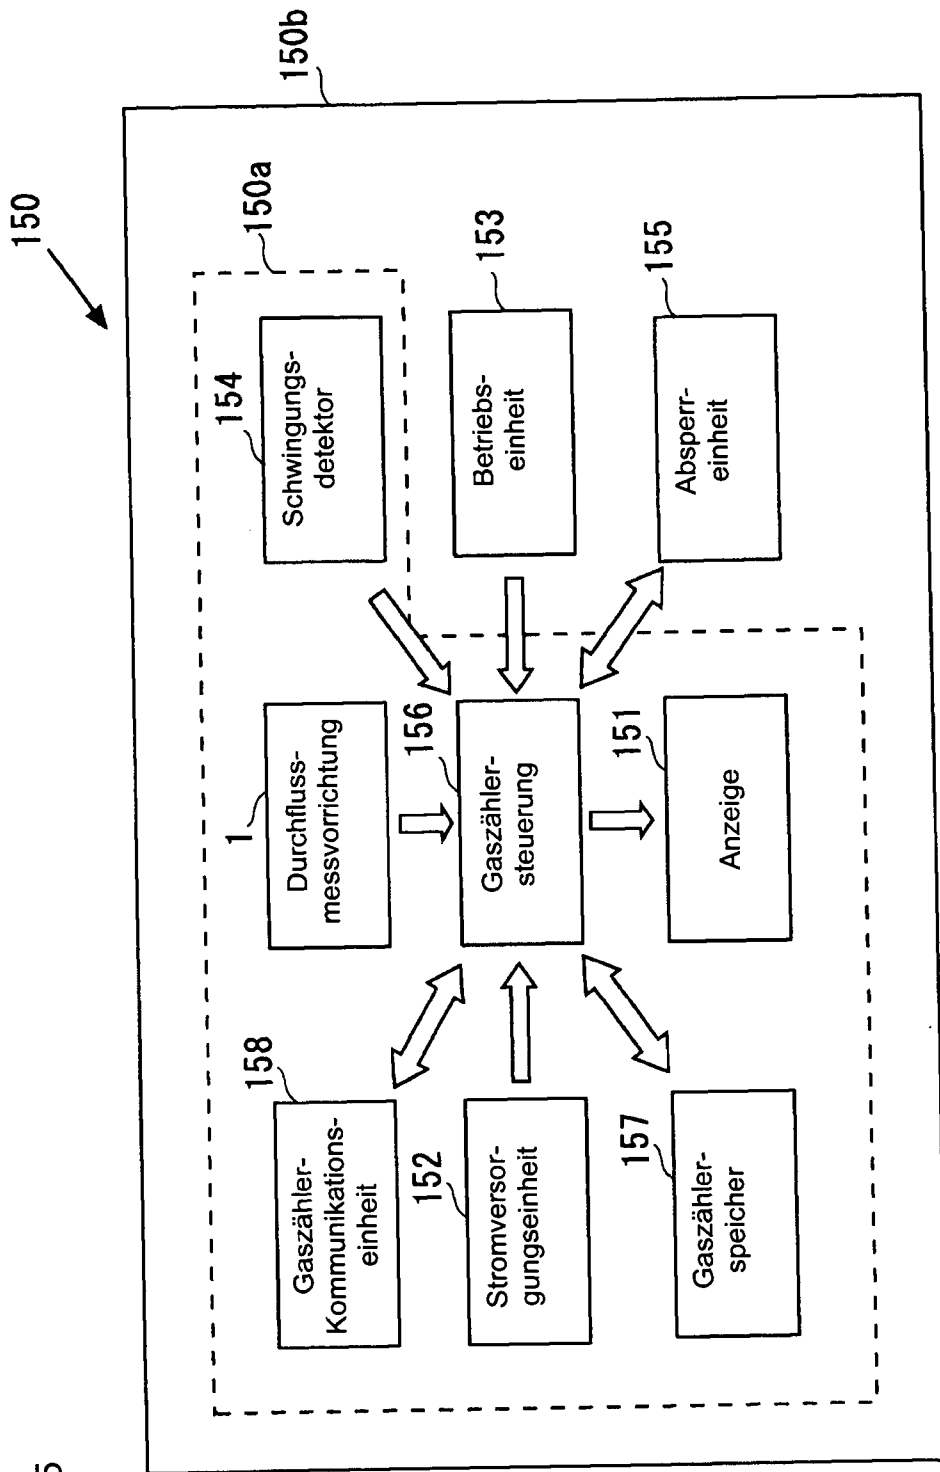 150
150b
150a
158
Gaszähler-
Kommunikations-
einheit
1
Durchfluss-
messvorrichtung
154
Schwingungs-
detektor
152
Stromversor-
gungseinheit
156
Gaszähler-
steuerung
153
Betriebs-
einheit
157
Gaszähler-
speicher
151
Anzeige
155
Absperr-
einheit